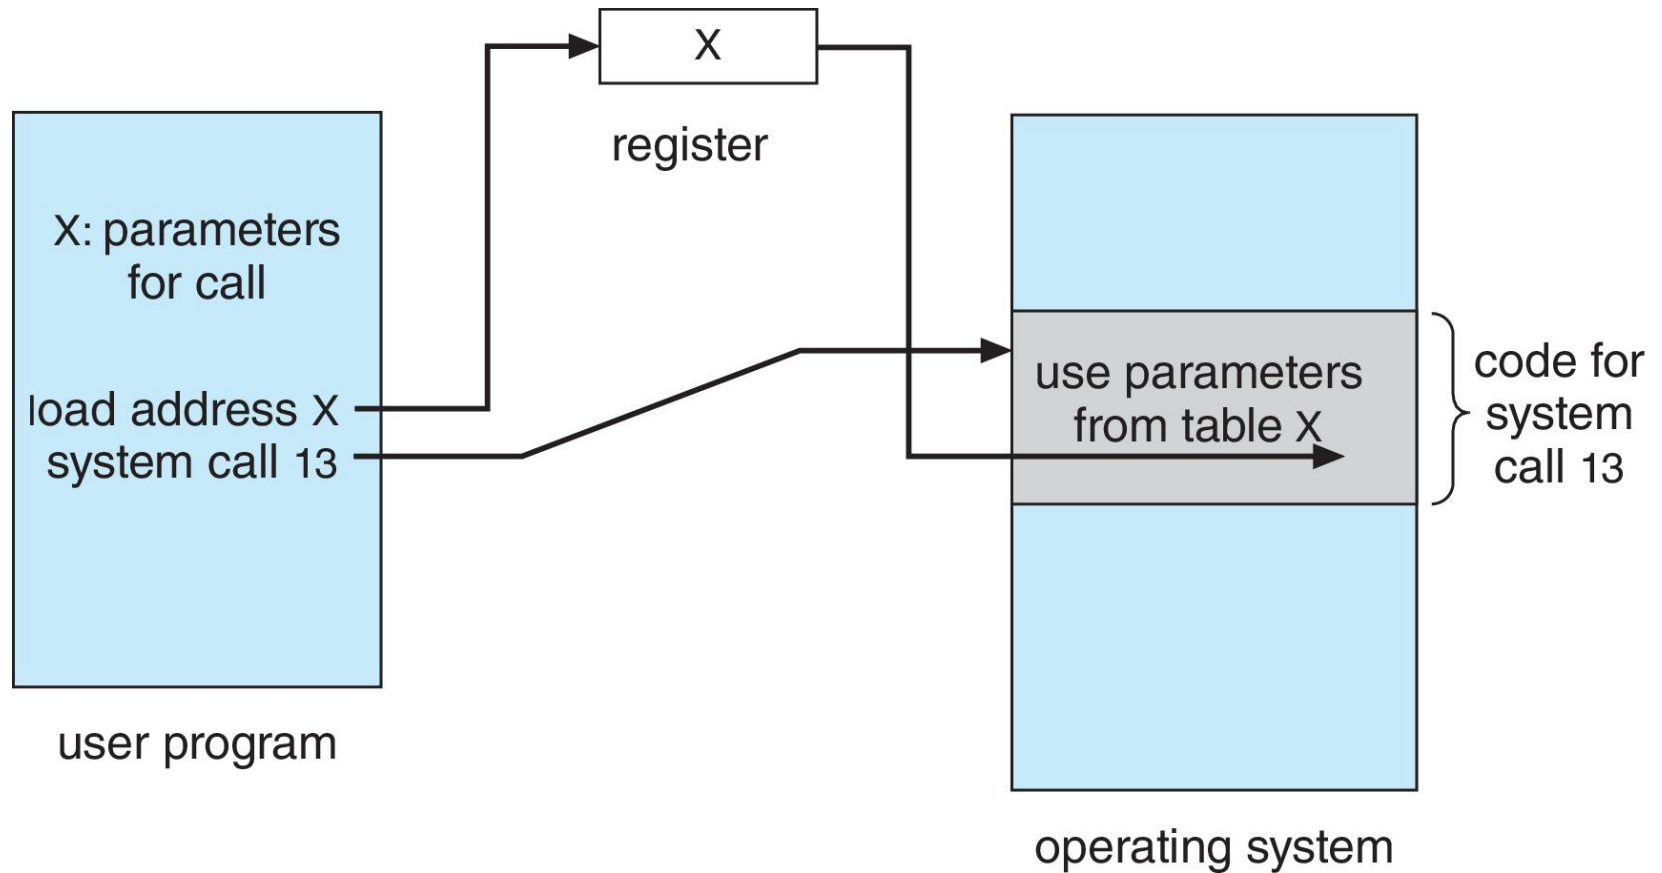 X
register
X: parameters
for call
load address X
system call 13
user program
use parameters
from table X
code for
system
call 13
operating system